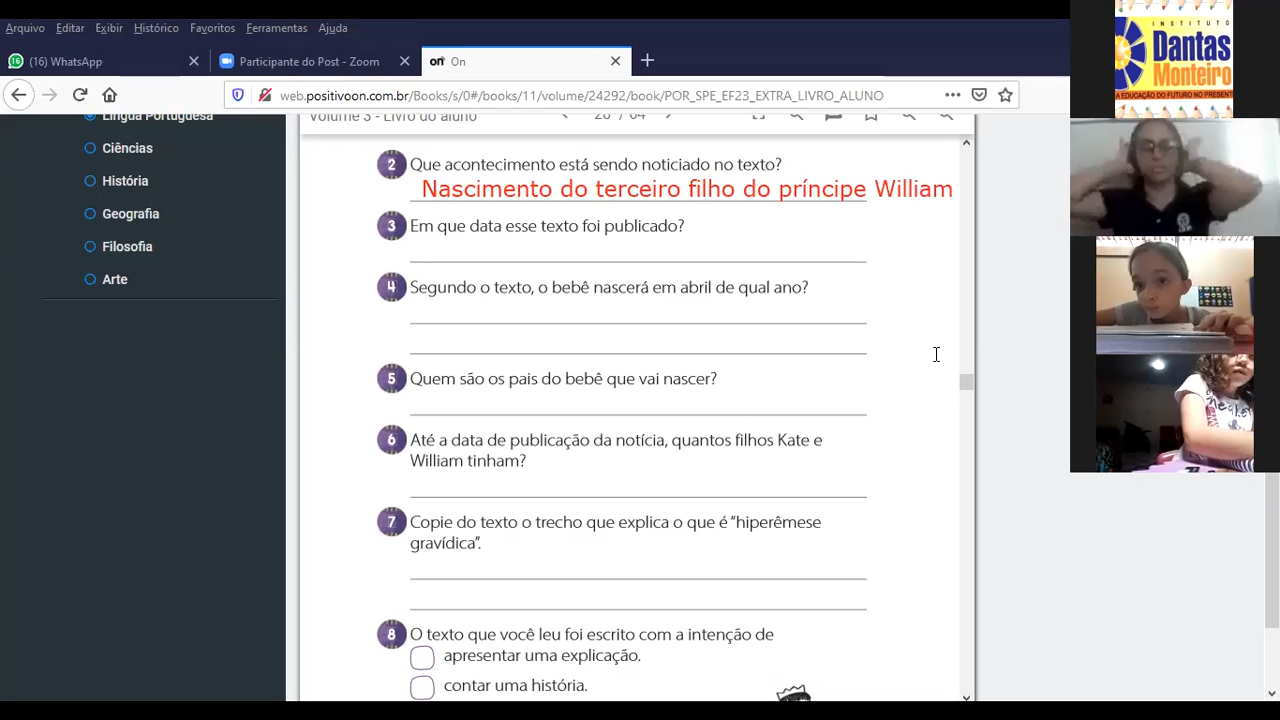 Arquivo Editar Exibir Histórico Favoritos Ferramentas Ajuda
(16) WhatsApp
Participante do Post - Zoom
on On
web.positivoon.com.br/
/volume/24292/book/POR_SPE_EF23_EXTRA_LIVRO_ALUNO
Língua Portuguesa
Ciências
História
Geografia
Filosofia
Arte
Volume 3 - Livro do aluno
2 Que acontecimento está sendo noticiado no texto?
Nascimento do terceiro filho do príncipe William
3 Em que data esse texto foi publicado?
4 Segundo o texto, o bebê nascerá em abril de qual ano?
5 Quem são os pais do bebê que vai nascer?
6 Até a data de publicação da notícia, quantos filhos Kate e
William tinham?
7 Copie do texto o trecho que explica o que é “hiperêmese
gravídica”.
8 O texto que você leu foi escrito com a intenção de
apresentar uma explicação.
contar uma história.
INSTITUTO
Dantas
Monteiro
A EDUCAÇÃO DO FUTURO NO PRESENT